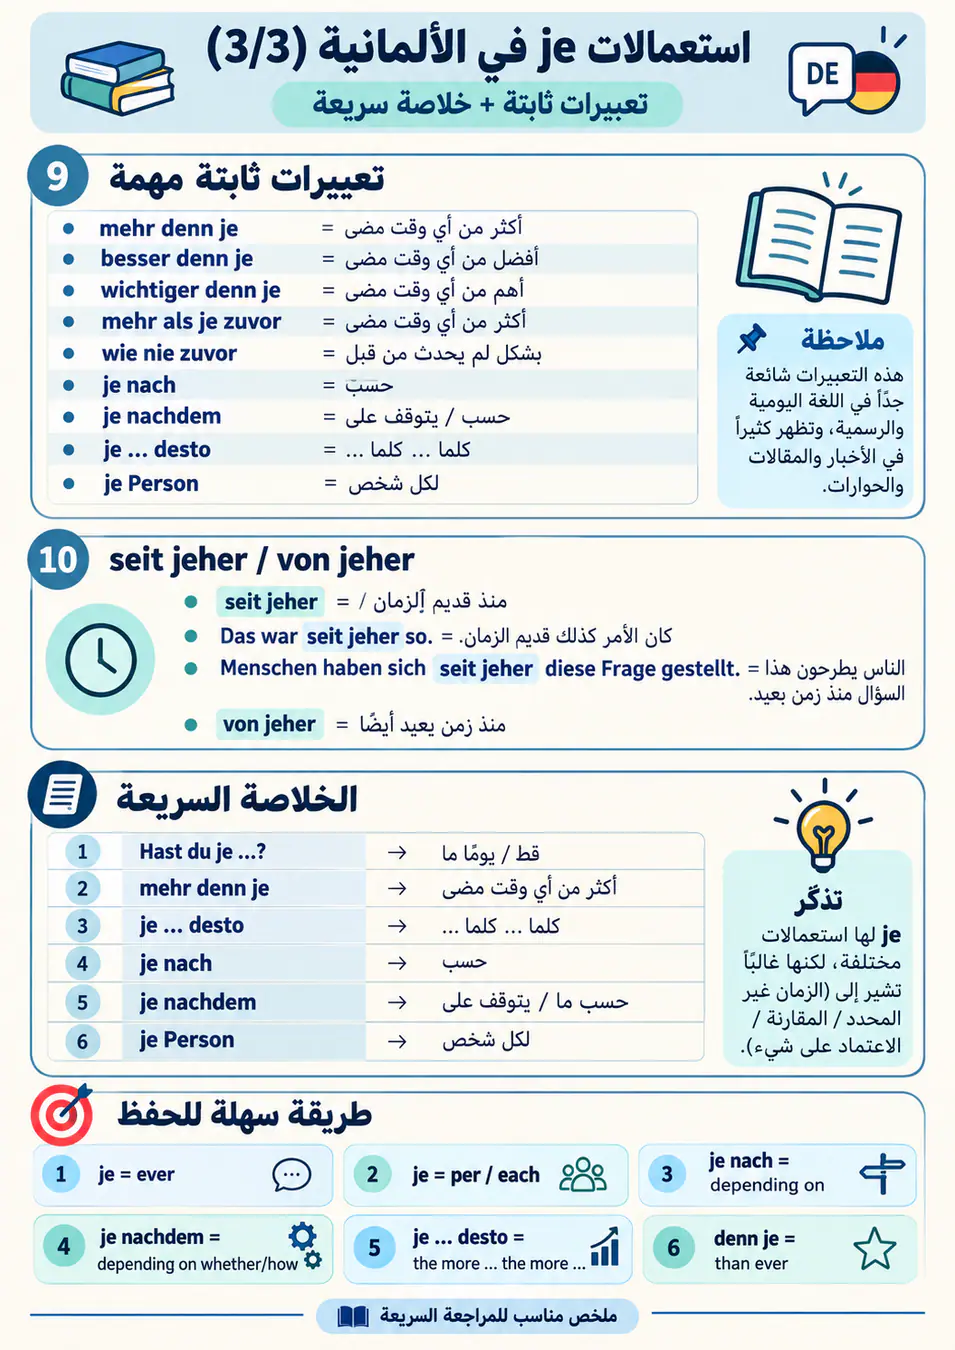 استعمالات je في الألمانية (3/3)
تعبيرات ثابتة + خلاصة سريعة
DE
9 تعبيرات ثابتة مهمة
mehr denn je = أكثر من أي وقت مضى
besser denn je = أفضل من أي وقت مضى
wichtiger denn je = أهم من أي وقت مضى
mehr als je zuvor = أكثر من أي وقت مضى
wie nie zuvor = بشكل لم يحدث من قبل
je nach = حسب
je nachdem = حسب / يتوقف على
je ... desto = كلما ... كلما ...
je Person = لكل شخص
ملاحظة
هذه التعبيرات شائعة
جدًا في اللغة اليومية
والرسمية، وتظهر كثيراً
في الأخبار والمقالات
والحوارات.
10 seit jeher / von jeher
seit jeher = منذ قديم الزمان /
Das war seit jeher so. = كان الأمر كذلك قديم الزمان.
Menschen haben sich seit jeher diese Frage gestellt. = الناس يطرحون هذا
السؤال منذ زمن بعيد.
von jeher = منذ زمن يعيد أيضًا
الخلاصة السريعة
1 Hast du je ...? → قط / يومًا ما
2 mehr denn je → أكثر من أي وقت مضى
3 je ... desto → كلما ... كلما ...
4 je nach → حسب
5 je nachdem → حسب ما / يتوقف على
6 je Person → لكل شخص
تذكّر
je لها استعمالات
مختلفة، لكنها غالبًاً
تشير إلى (الزمان غير
المحدد / المقارنة /
الاعتماد على شيء).
طريقة سهلة للحفظ
1 je = ever
2 je = per / each
3 je nach =
depending on
4 je nachdem =
depending on whether/how
5 je ... desto =
the more ... the more ...
6 denn je =
than ever
ملخص مناسب للمراجعة السريعة